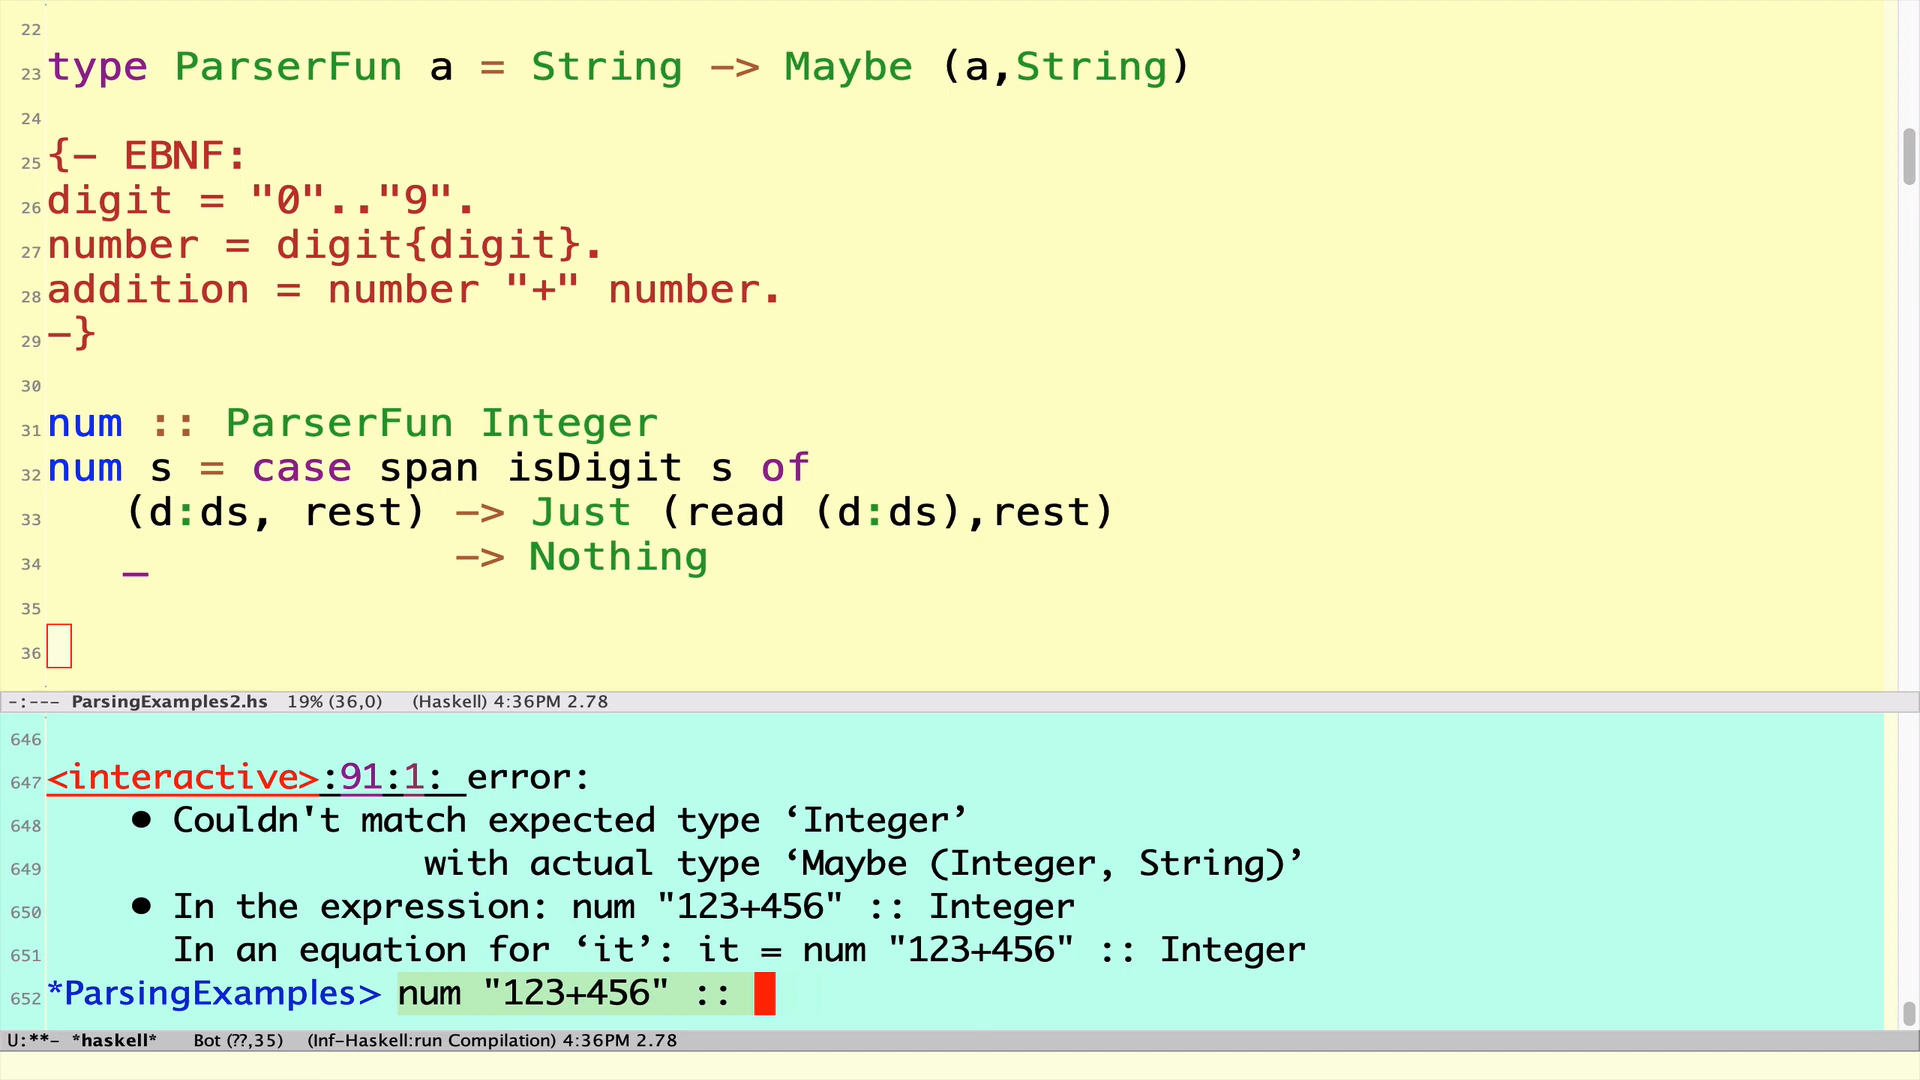 22
23 type ParserFun a = String -> Maybe (a,String)
24
25 {- EBNF:
26 digit = "0".."9".
27 number = digit{digit}.
28 addition = number "+" number.
29 -}
30
31 num :: ParserFun Integer
32 num s = case span isDigit s of
33    (d:ds, rest) -> Just (read (d:ds),rest)
34    _            -> Nothing
35
36
-:--- ParsingExamples2.hs 19% (36,0) (Haskell) 4:36PM 2.78
646
647 <interactive>:91:1: error:
648     • Couldn't match expected type ‘Integer’
649                   with actual type ‘Maybe (Integer, String)’
650     • In the expression: num "123+456" :: Integer
651       In an equation for ‘it’: it = num "123+456" :: Integer
652 *ParsingExamples> num "123+456" ::
U:**- *haskell* Bot (??,35) (Inf-Haskell:run Compilation) 4:36PM 2.78